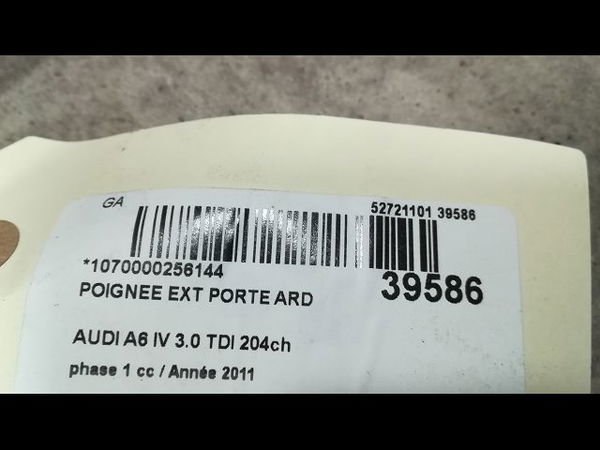 GA
52721101 39586
*1070000256144
39586
POIGNEE EXT PORTE ARD
AUDI A6 IV 3.0 TDI 204ch
phase 1 cc / Année 2011